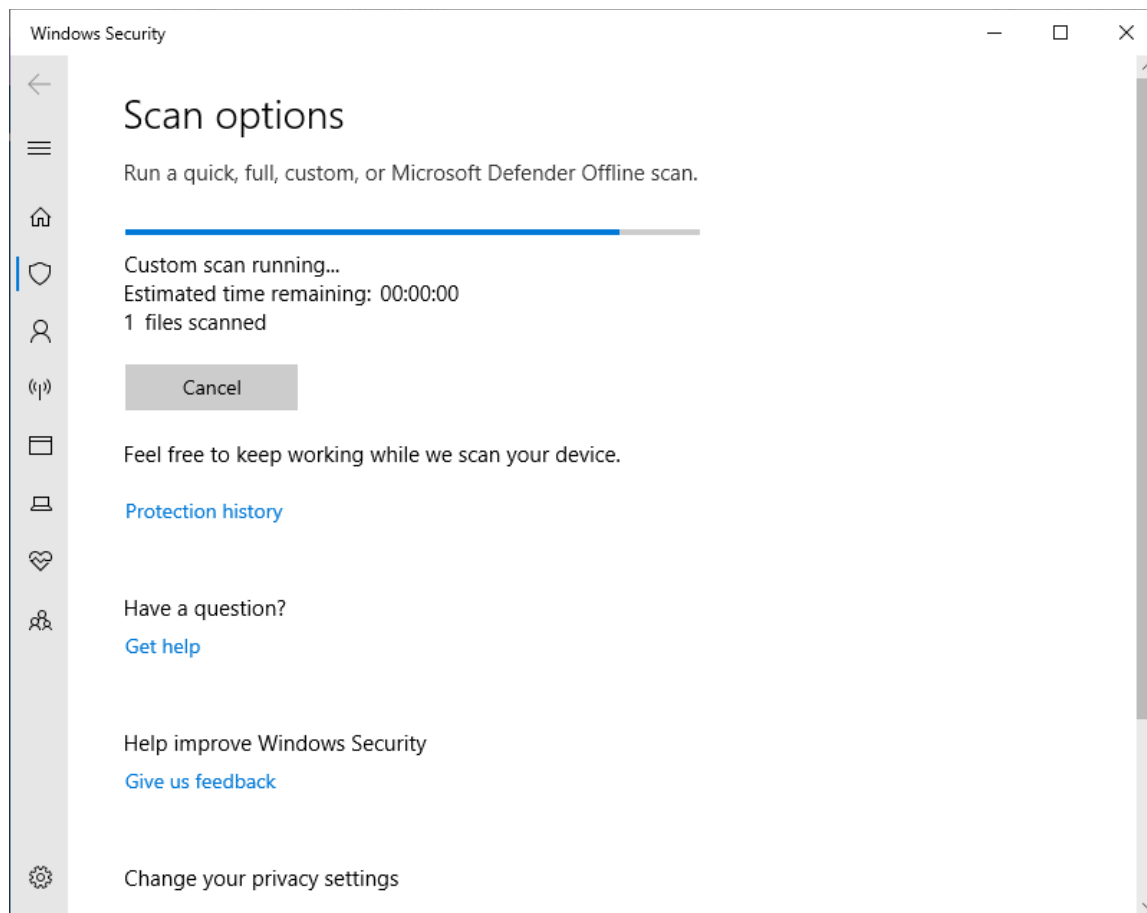 Windows Security
Scan options
Run a quick, full, custom, or Microsoft Defender Offline scan.
Custom scan running...
Estimated time remaining: 00:00:00
1 files scanned
Cancel
Feel free to keep working while we scan your device.
Protection history
Have a question?
Get help
Help improve Windows Security
Give us feedback
Change your privacy settings